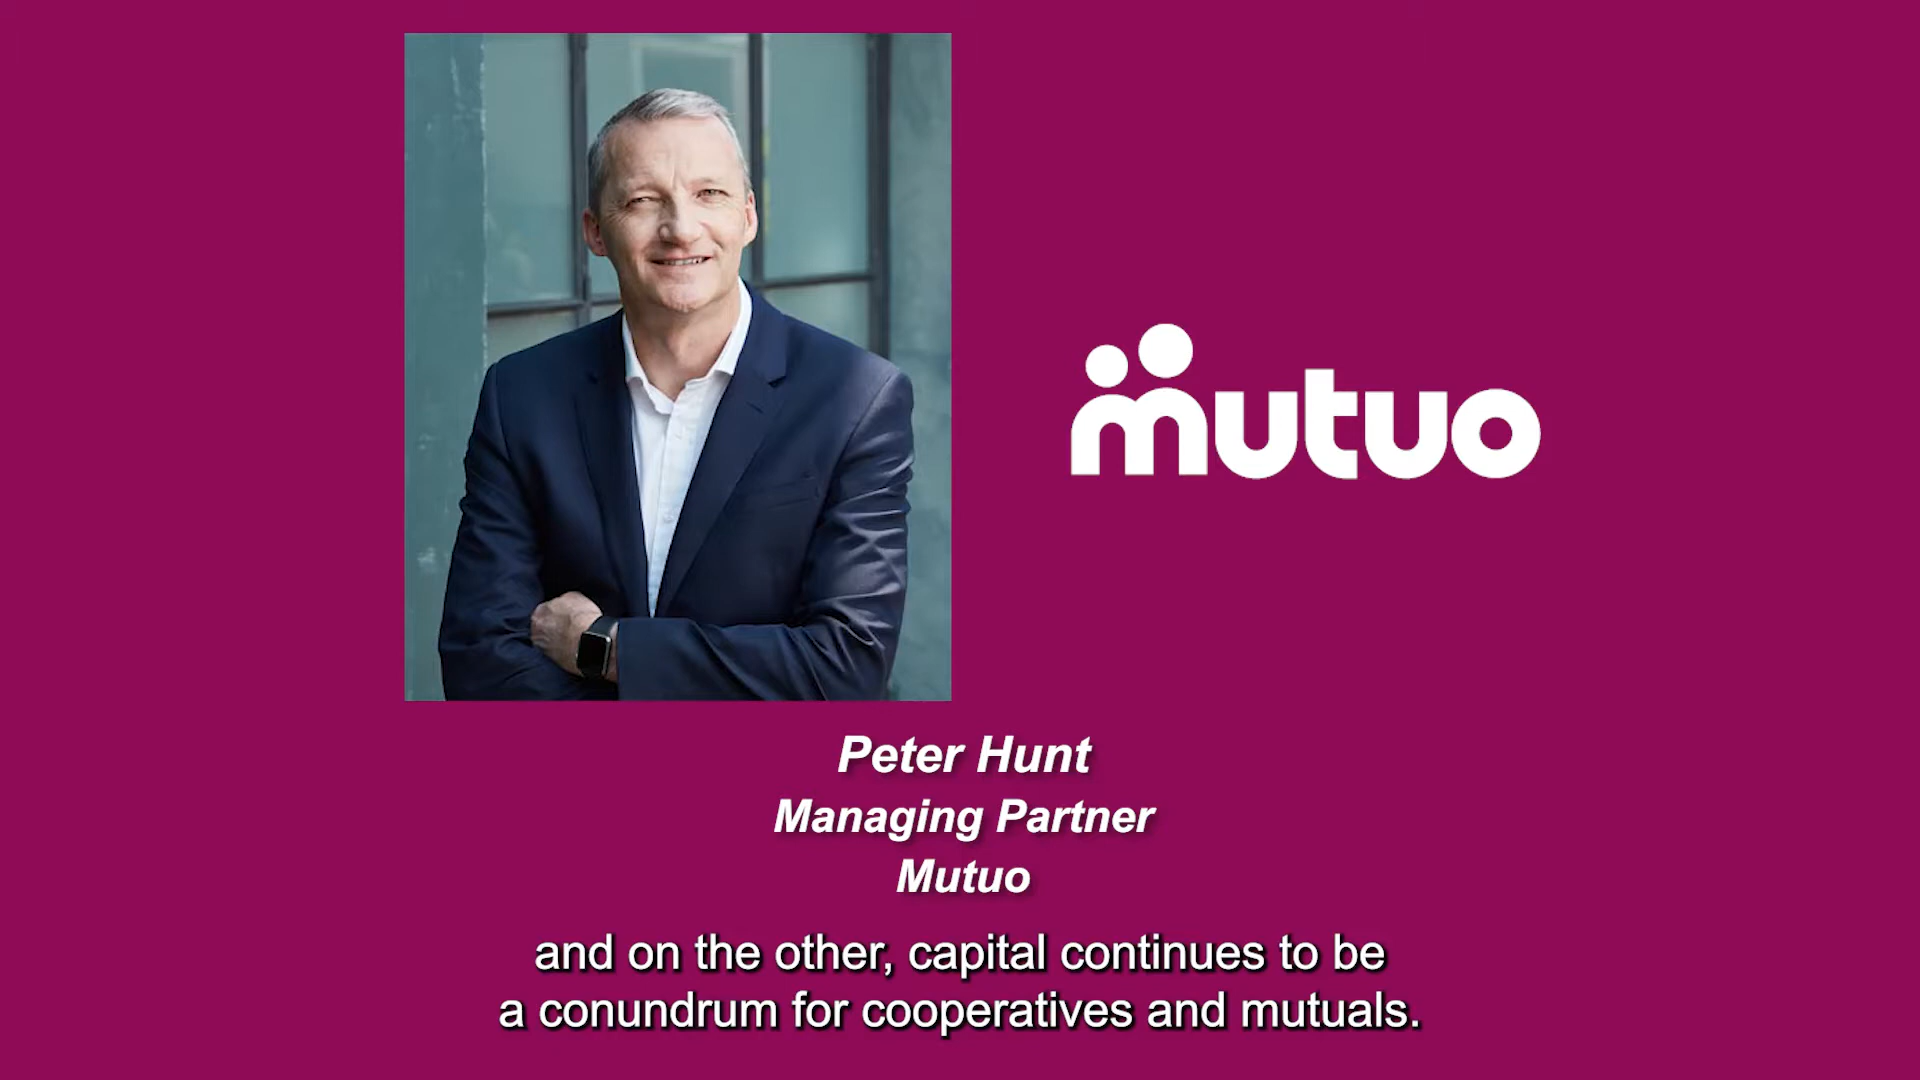 mutuo
Peter Hunt
Managing Partner
Mutuo
and on the other, capital continues to be
a conundrum for cooperatives and mutuals.